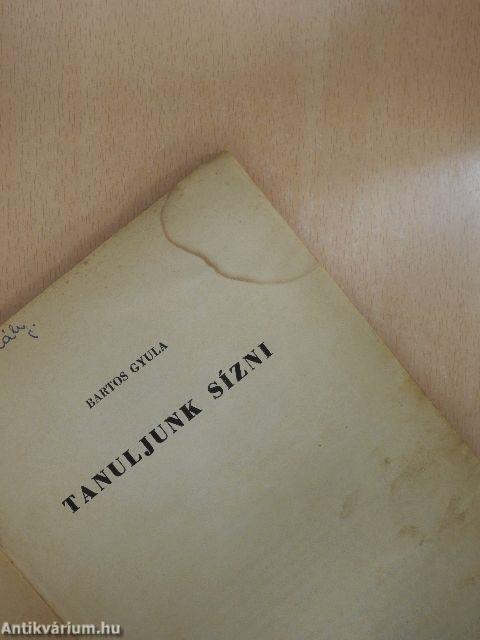 BARTOS GYULA
TANULJUNK SÍZNI
Antikvárium.hu